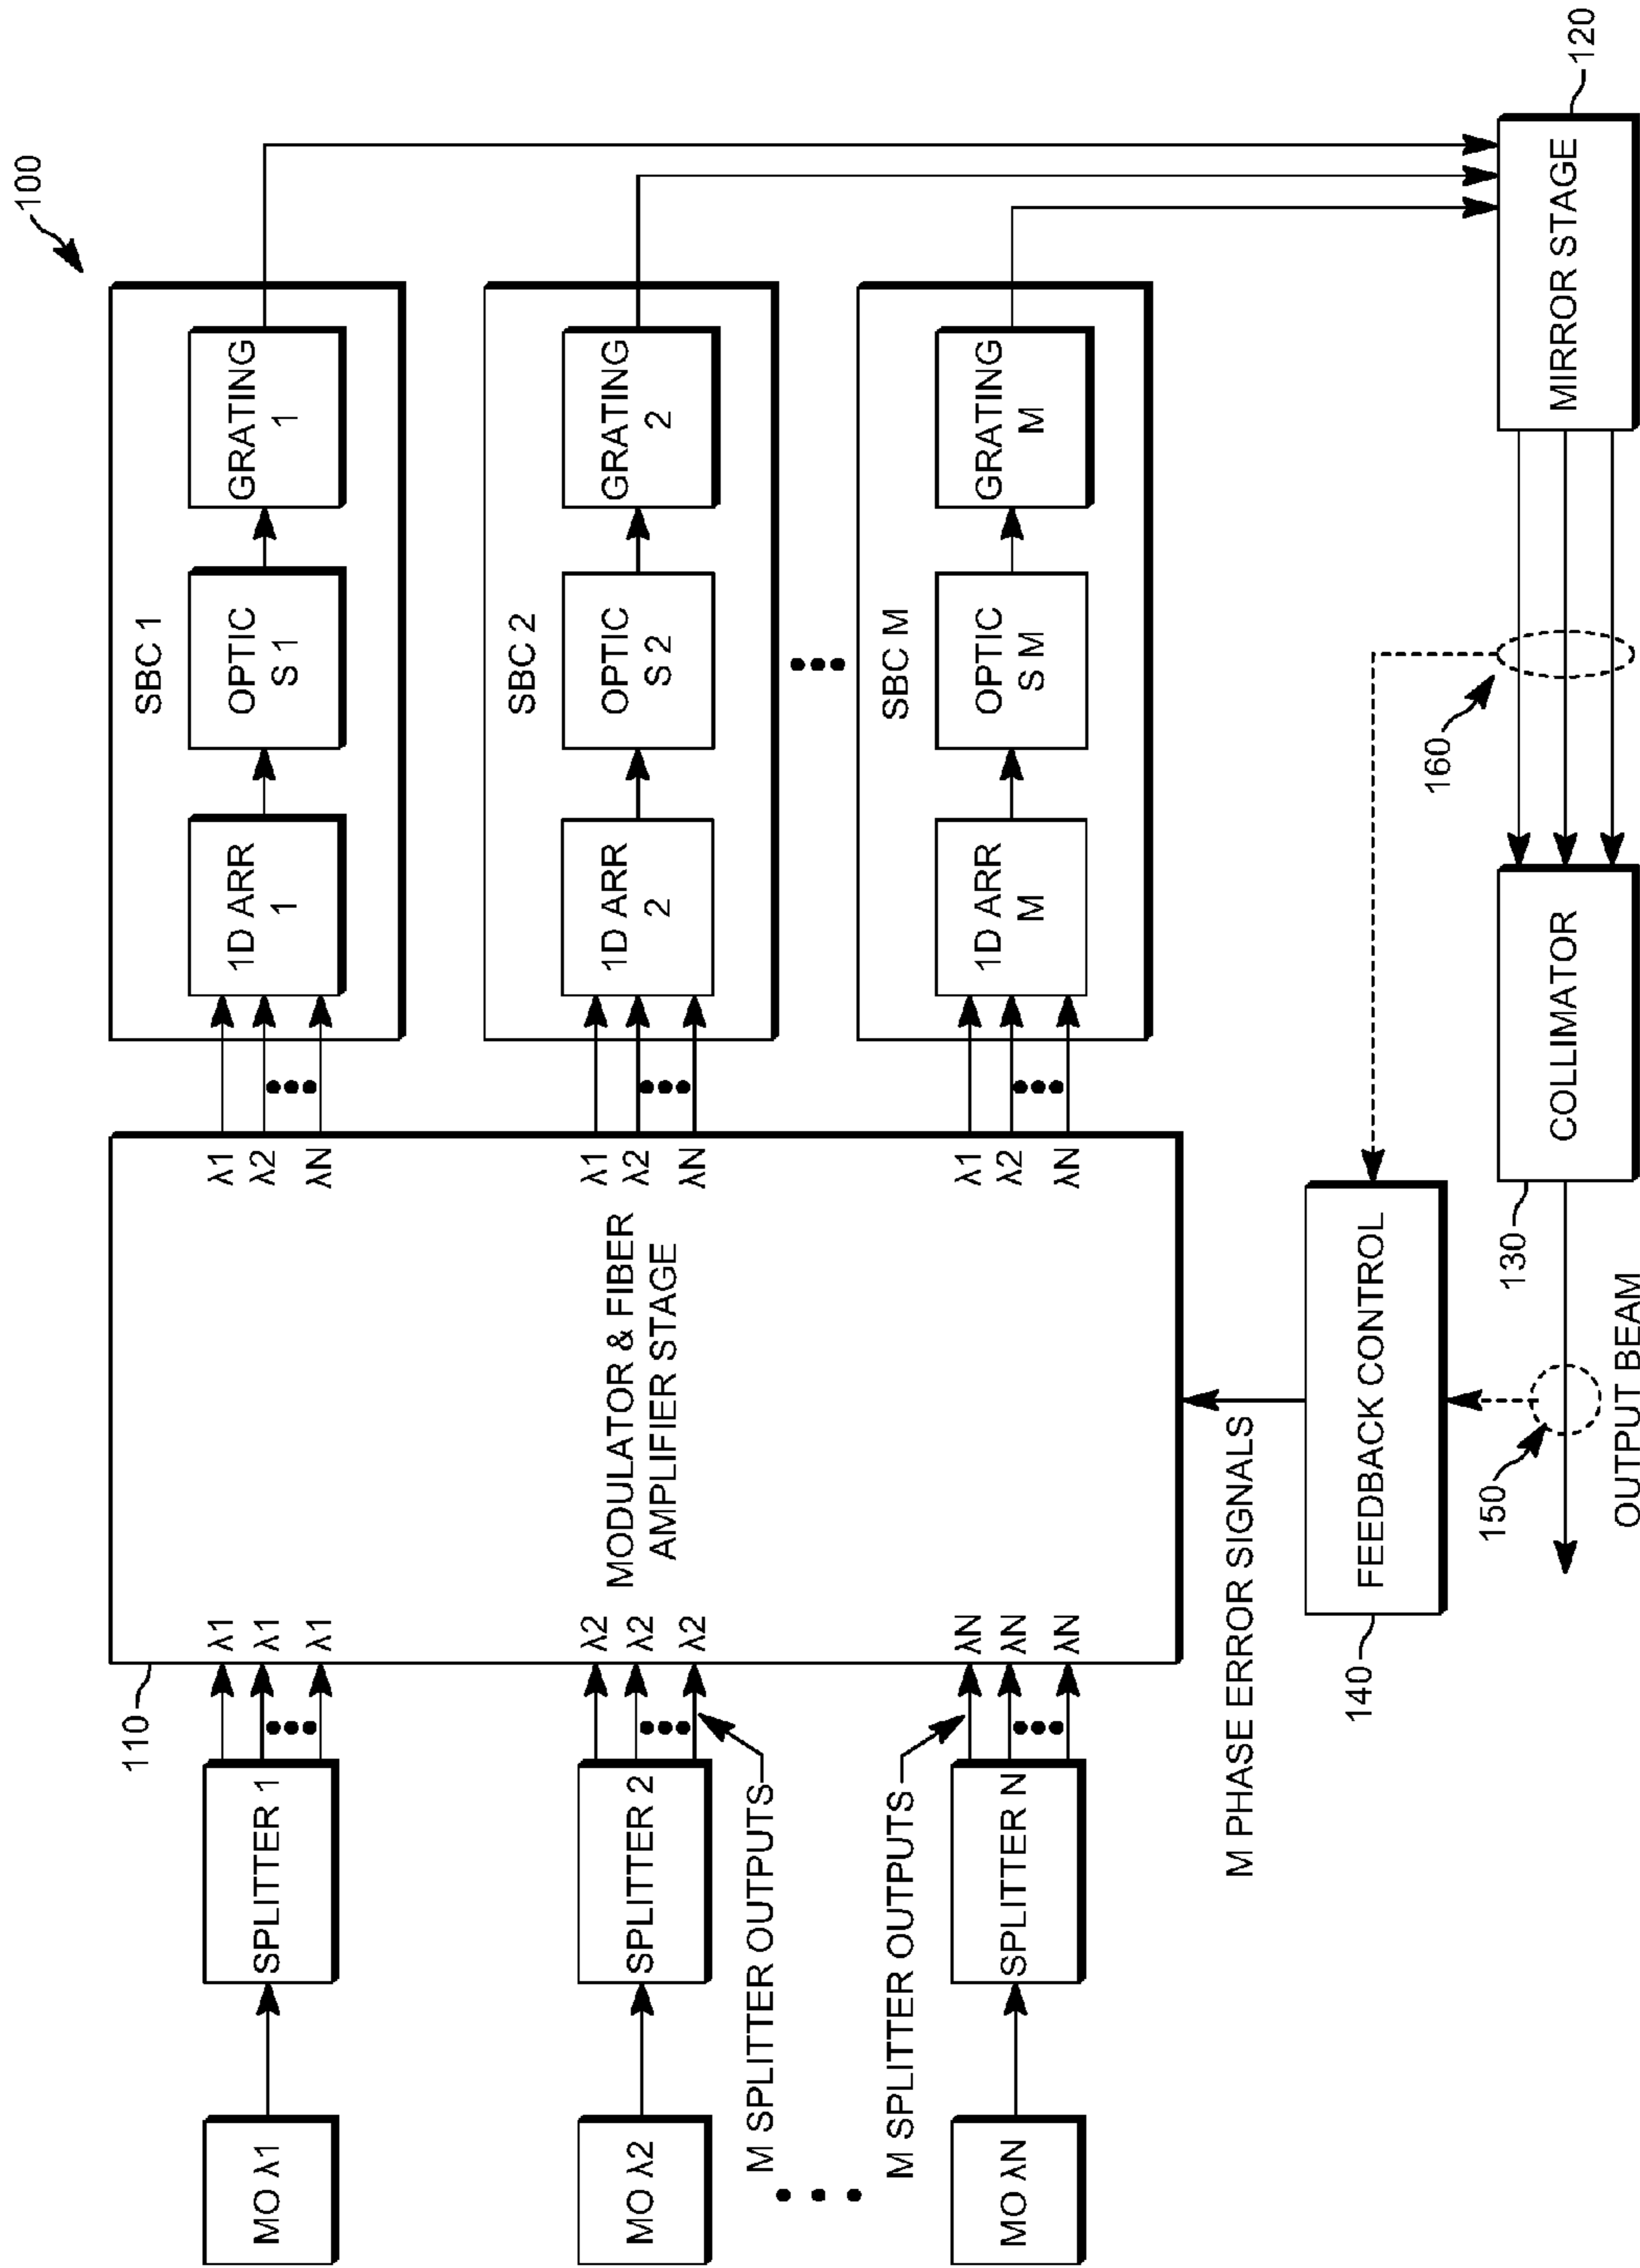 100
MO λ1
SPLITTER 1
110
λ1
λ1
λ1
λ1
λ2
λN
SBC 1
1D ARR
1
OPTIC
S 1
GRATING
1
MO λ2
SPLITTER 2
λ2
λ2
λ2
MODULATOR & FIBER
AMPLIFIER STAGE
λ1
λ2
λN
SBC 2
1D ARR
2
OPTIC
S 2
GRATING
2
M SPLITTER OUTPUTS
M SPLITTER OUTPUTS
MO λN
SPLITTER N
λN
λN
λN
λ1
λ2
λN
SBC M
1D ARR
M
OPTIC
S M
GRATING
M
M PHASE ERROR SIGNALS
140
FEEDBACK CONTROL
160
150
130
COLLIMATOR
MIRROR STAGE
120
OUTPUT BEAM